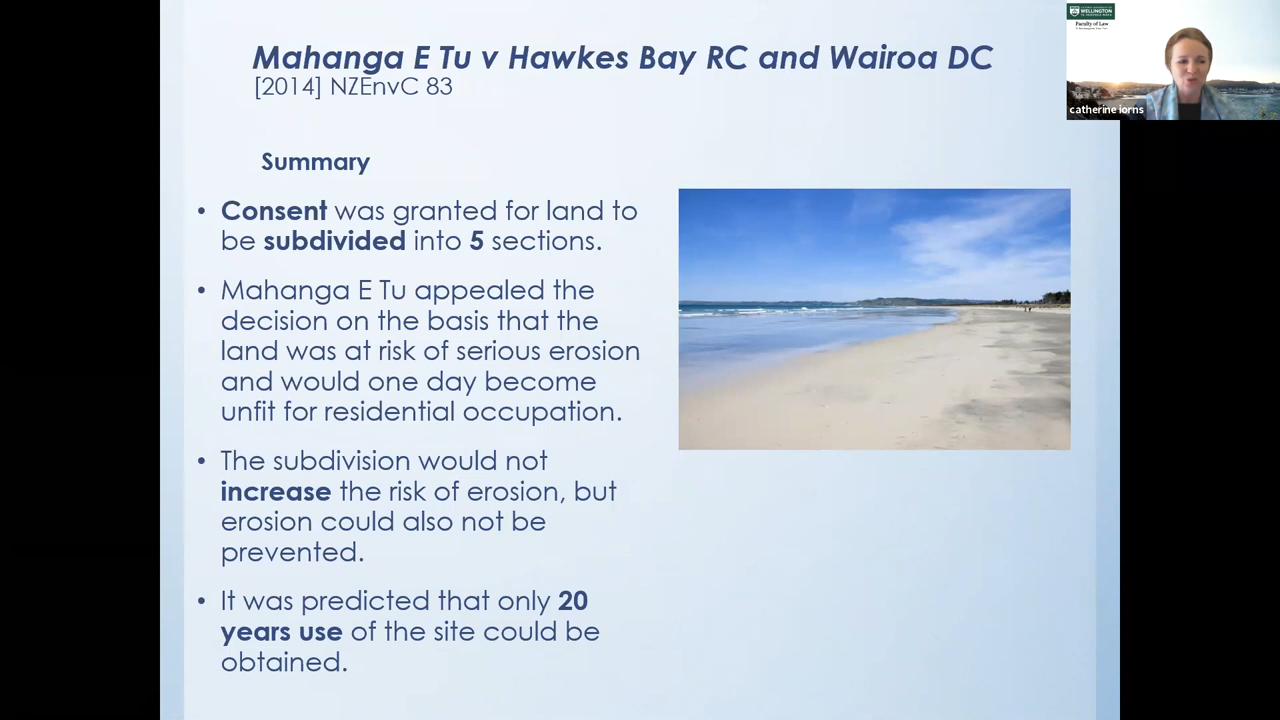 Mahanga E Tu v Hawkes Bay RC and Wairoa DC
[2014] NZEnvC 83
Summary
• Consent was granted for land to
be subdivided into 5 sections.
• Mahanga E Tu appealed the
decision on the basis that the
land was at risk of serious erosion
and would one day become
unfit for residential occupation.
• The subdivision would not
increase the risk of erosion, but
erosion could also not be
prevented.
• It was predicted that only 20
years use of the site could be
obtained.
WELLINGTON
Faculty of Law
catherine iorns